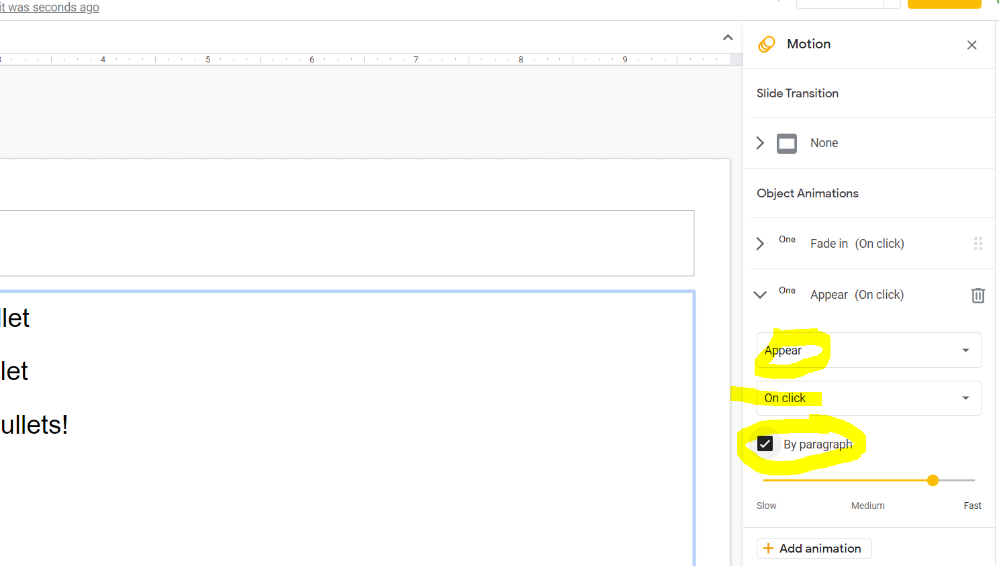 it was seconds ago
Motion
4 5 6 7 8 9
Slide Transition
None
Object Animations
One Fade in (On click)
One Appear (On click)
llet
Appear
let
On click
ullets!
By paragraph
Slow Medium Fast
+ Add animation